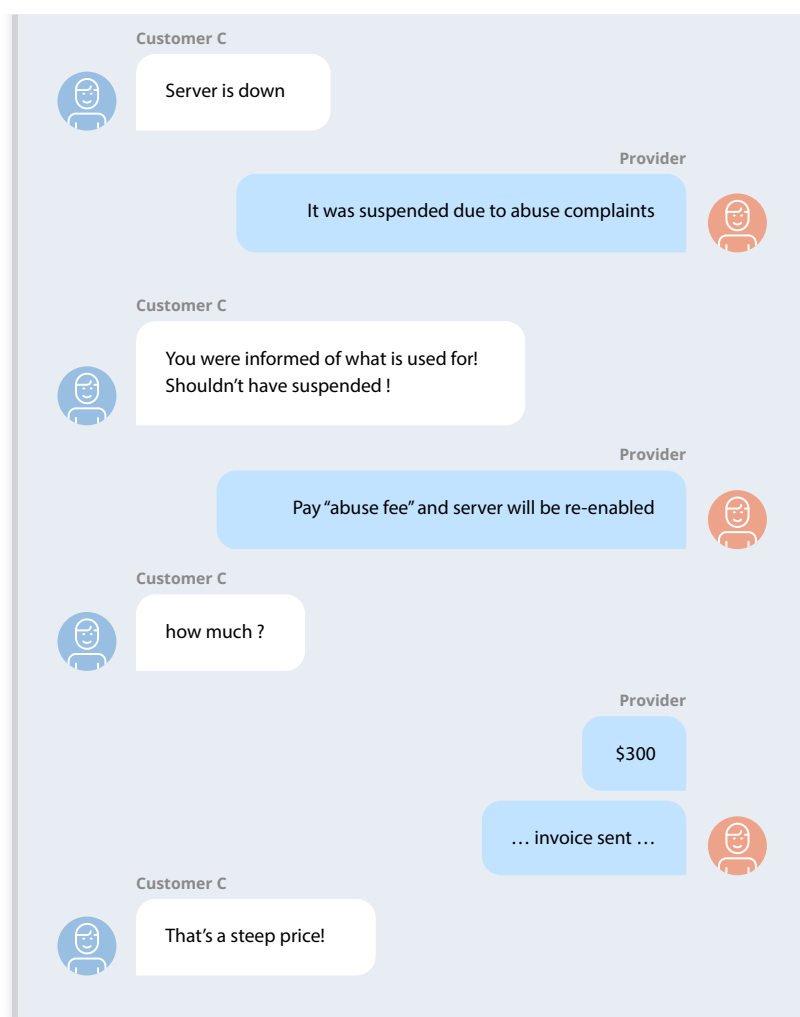 Customer C
Server is down
Provider
It was suspended due to abuse complaints
Customer C
You were informed of what is used for!
Shouldn’t have suspended !
Provider
Pay “abuse fee” and server will be re-enabled
Customer C
how much ?
Provider
$300
… invoice sent …
Customer C
That’s a steep price!